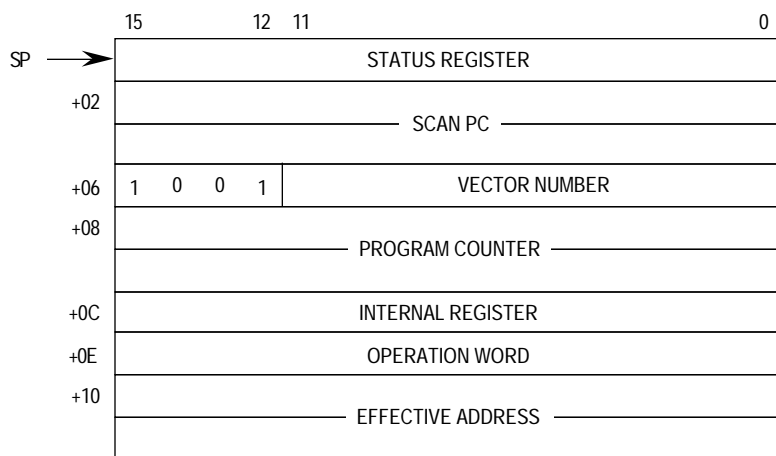 15 12 11 0
SP STATUS REGISTER
+02
SCAN PC
+06 1 0 0 1 VECTOR NUMBER
+08
PROGRAM COUNTER
+0C INTERNAL REGISTER
+0E OPERATION WORD
+10
EFFECTIVE ADDRESS